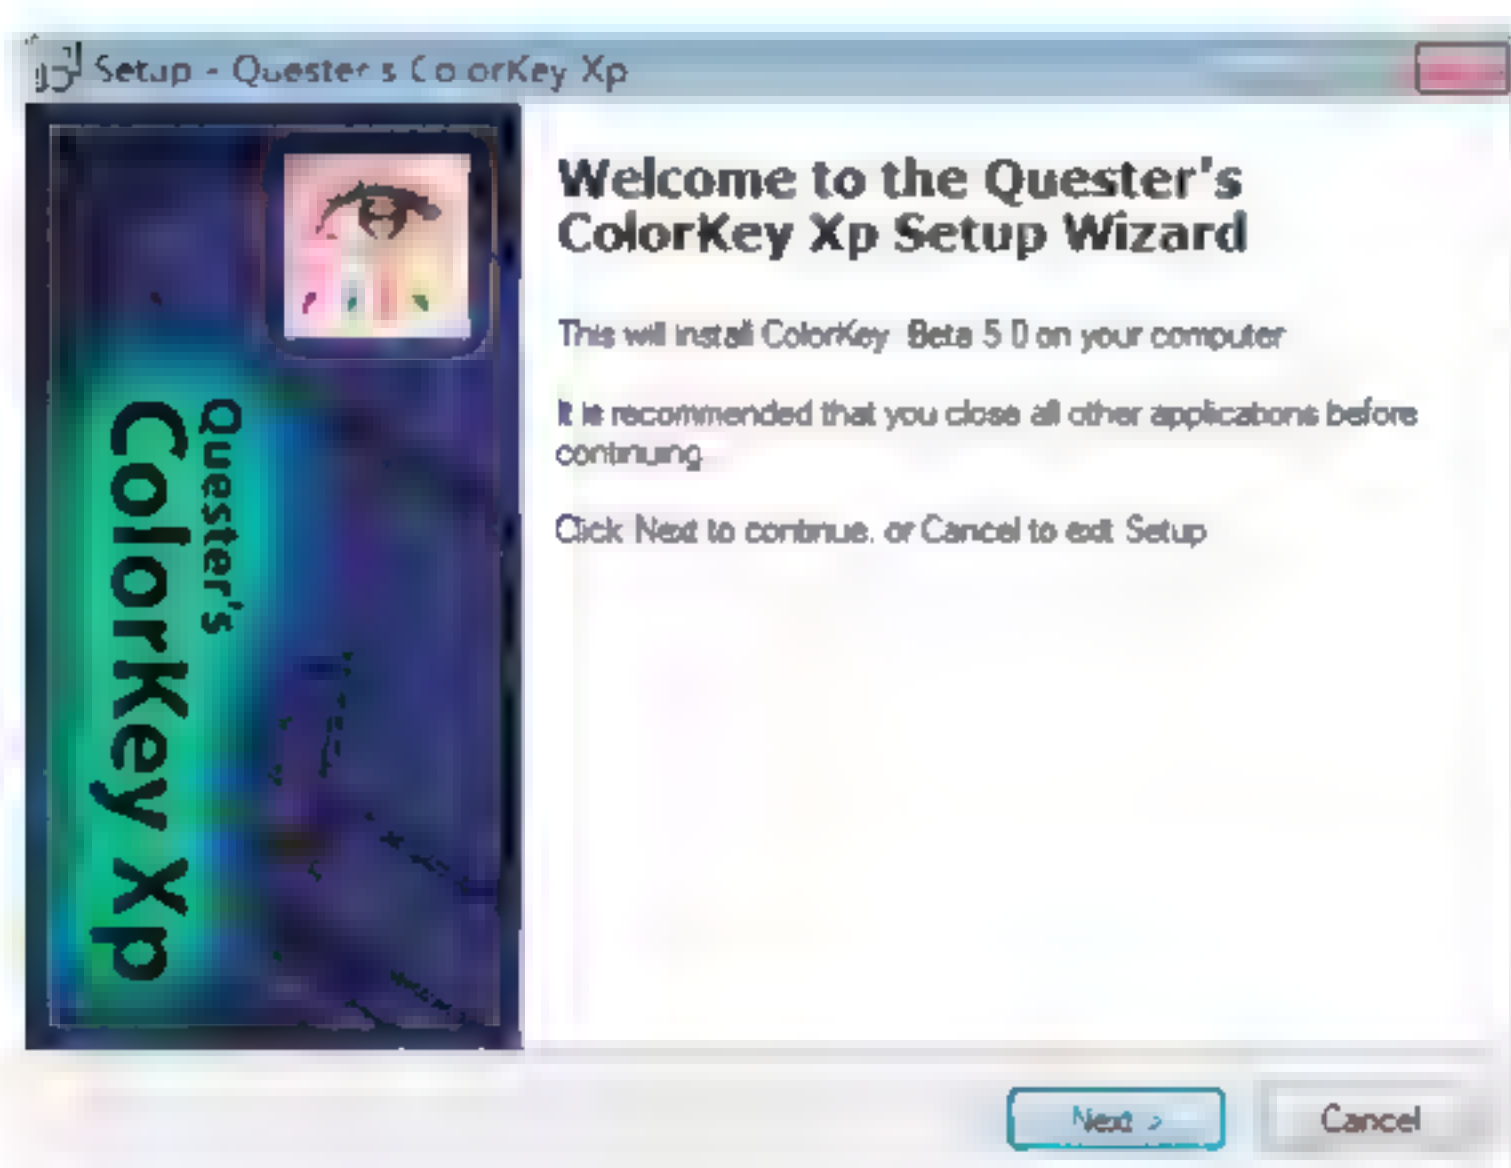 Setup - Quester's ColorKey Xp
Quester's
ColorKey Xp
Welcome to the Quester's
ColorKey Xp Setup Wizard
This will install ColorKey Beta 5.0 on your computer.
It is recommended that you close all other applications before
continuing.
Click Next to continue, or Cancel to exit Setup.
Next >
Cancel